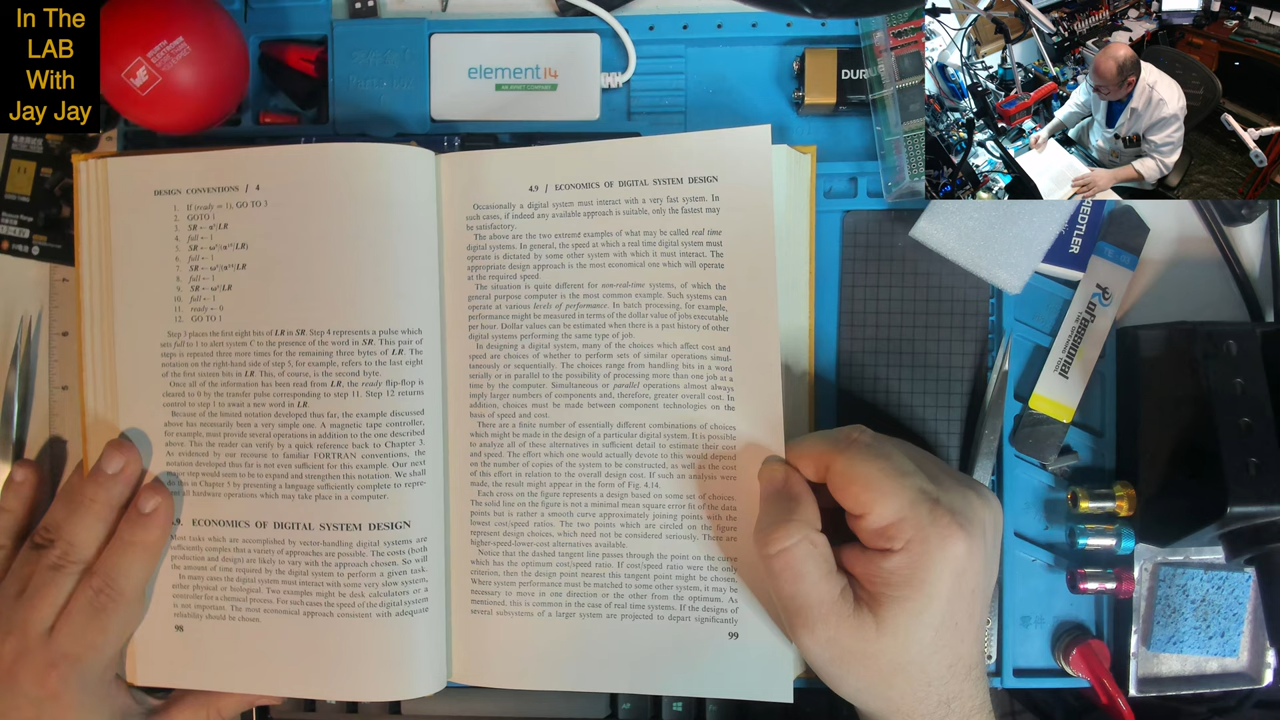 In The
LAB
With
Jay Jay
WÜRTH
ELEKTRONIK
element14
AN AVNET COMPANY
DURA
DESIGN CONVENTIONS / 4
1. If (ready = 1), GO TO 3
2. GOTO 1
3. SR ← α⁸/LR
4. full ← 1
5. SR ←
6. full ← 1
7. SR ←
8. full ← 1
9. SR ← ω⁸/LR
10. full ← 1
11. ready ← 0
12. GO TO 1
Step 3 places the first eight bits of LR in SR. Step 4 represents a pulse which
sets full to 1 to alert system C to the presence of the word in SR. This pair of
steps is repeated three more times for the remaining three bytes of LR. The
notation on the right-hand side of step 5, for example, refers to the last eight
of the first sixteen bits in LR. This, of course, is the second byte.
Once all of the information has been read from LR, the ready flip-flop is
cleared to 0 by the transfer pulse corresponding to step 11. Step 12 returns
control to step 1 to await a new word in LR.
Because of the limited notation developed thus far, the example discussed
above has necessarily been a very simple one. A magnetic tape controller,
for example, must provide several operations in addition to the one described
above. This the reader can verify by a quick reference back to Chapter 3.
As evidenced by our recourse to familiar FORTRAN conventions, the
notation developed thus far is not even sufficient for this example. Our next
major step would seem to be to expand and strengthen this notation. We shall
do this in Chapter 5 by presenting a language sufficiently complete to repre-
all hardware operations which may take place in a computer.
.9. ECONOMICS OF DIGITAL SYSTEM DESIGN
Most tasks which are accomplished by vector-handling digital systems are
sufficiently complex that a variety of approaches are possible. The costs (both
production and design) are likely to vary with the approach chosen. So will
the amount of time required by the digital system to perform a given task.
In many cases the digital system must interact with some very slow system,
either physical or biological. Two examples might be desk calculators or a
controller for a chemical process. For such cases the speed of the digital system
is not important. The most economical approach consistent with adequate
reliability should be chosen.
98
4.9 / ECONOMICS OF DIGITAL SYSTEM DESIGN
Occasionally a digital system must interact with a very fast system. In
such cases, if indeed any available approach is suitable, only the fastest may
be satisfactory.
The above are the two extreme examples of what may be called real time
digital systems. In general, the speed at which a real time digital system must
operate is dictated by some other system with which it must interact. The
appropriate design approach is the most economical one which will operate
at the required speed.
The situation is quite different for non-real-time systems, of which the
general purpose computer is the most common example. Such systems can
operate at various levels of performance. In batch processing, for example,
performance might be measured in terms of the dollar value of jobs executable
per hour. Dollar values can be estimated when there is a past history of other
digital systems performing the same type of job.
In designing a digital system, many of the choices which affect cost and
speed are choices of whether to perform sets of similar operations simul-
taneously or sequentially. The choices range from handling bits in a word
serially or in parallel to the possibility of processing more than one job at a
time by the computer. Simultaneous or parallel operations almost always
imply larger numbers of components and, therefore, greater overall cost. In
addition, choices must be made between component technologies on the
basis of speed and cost.
There are a finite number of essentially different combinations of choices
which might be made in the design of a particular digital system. It is possible
to analyze all of these alternatives in sufficient detail to estimate their cost
and speed. The effort which one would actually devote to this would depend
on the number of copies of the system to be constructed, as well as the cost
of this effort in relation to the overall design cost. If such an analysis were
made, the result might appear in the form of Fig. 4.14.
Each cross on the figure represents a design based on some set of choices.
The solid line on the figure is not a minimal mean square error fit of the data
points but is rather a smooth curve approximately joining points with the
lowest cost/speed ratios. The two points which are circled on the figure
represent design choices, which need not be considered seriously. There are
higher-speed-lower-cost alternatives available.
Notice that the dashed tangent line passes through the point on the curve
which has the optimum cost/speed ratio. If cost/speed ratio were the only
criterion, then the design point nearest this tangent point might be chosen.
Where system performance must be matched to some other system, it may be
necessary to move in one direction or the other from the optimum. As
mentioned, this is common in the case of real time systems. If the designs of
several subsystems of a larger system are projected to depart significantly
99
STAEDTLER
TE-03
Professional
THE OPENING TOOL